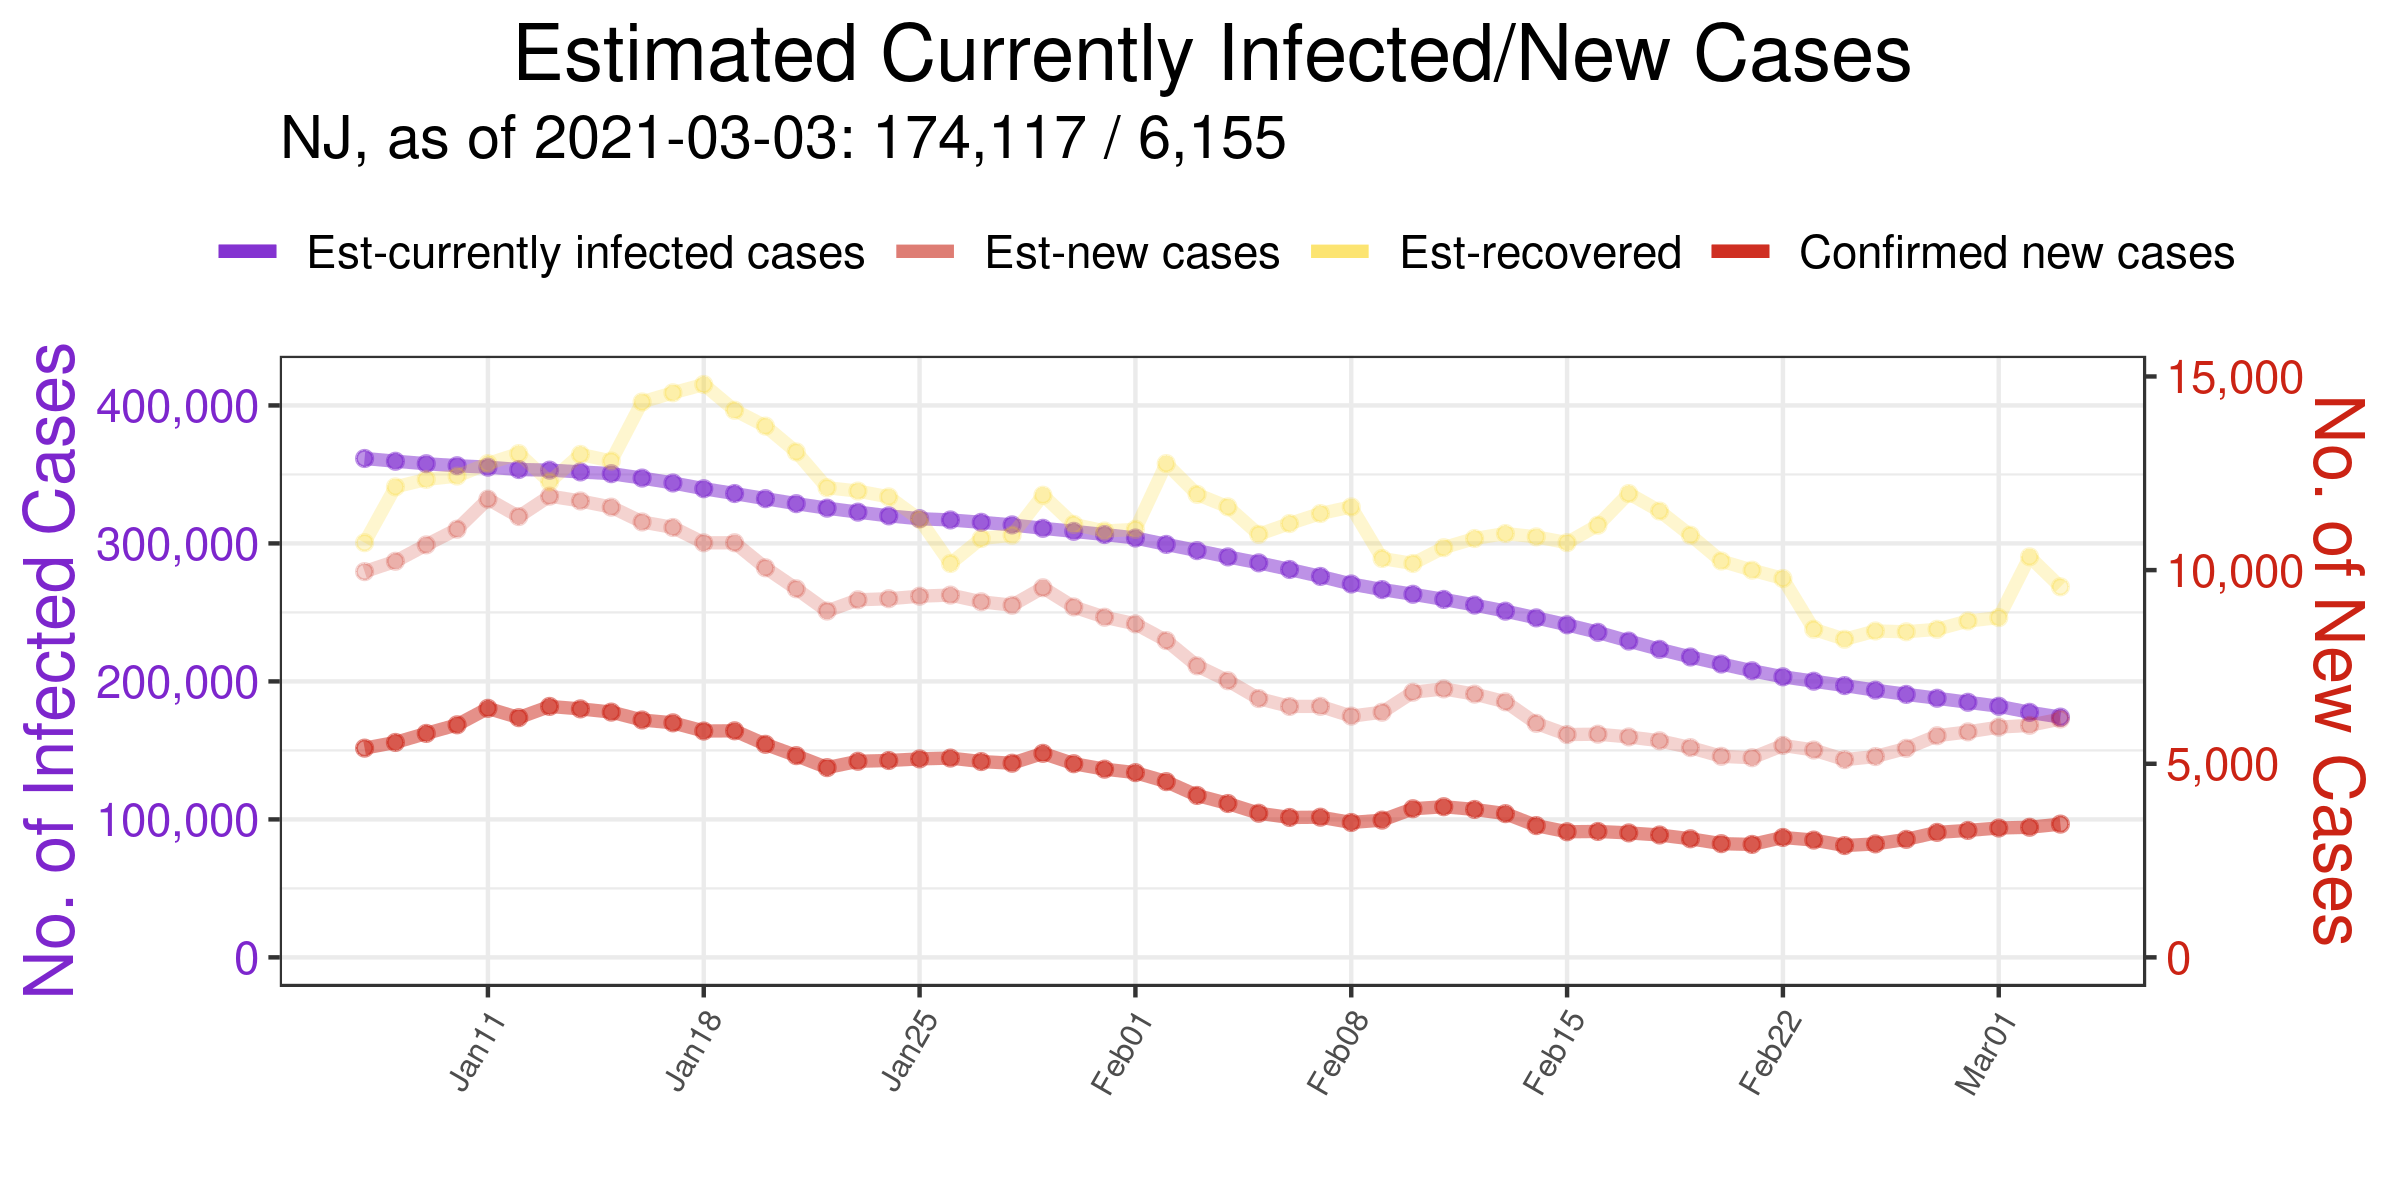 Estimated Currently Infected/New Cases
NJ, as of 2021-03-03: 174,117 / 6,155
Est-currently infected cases Est-new cases Est-recovered Confirmed new cases
No. of Infected Cases
400,000
300,000
200,000
100,000
0
15,000
10,000
5,000
0
No. of New Cases
Jan11 Jan18 Jan25 Feb01 Feb08 Feb15 Feb22 Mar01